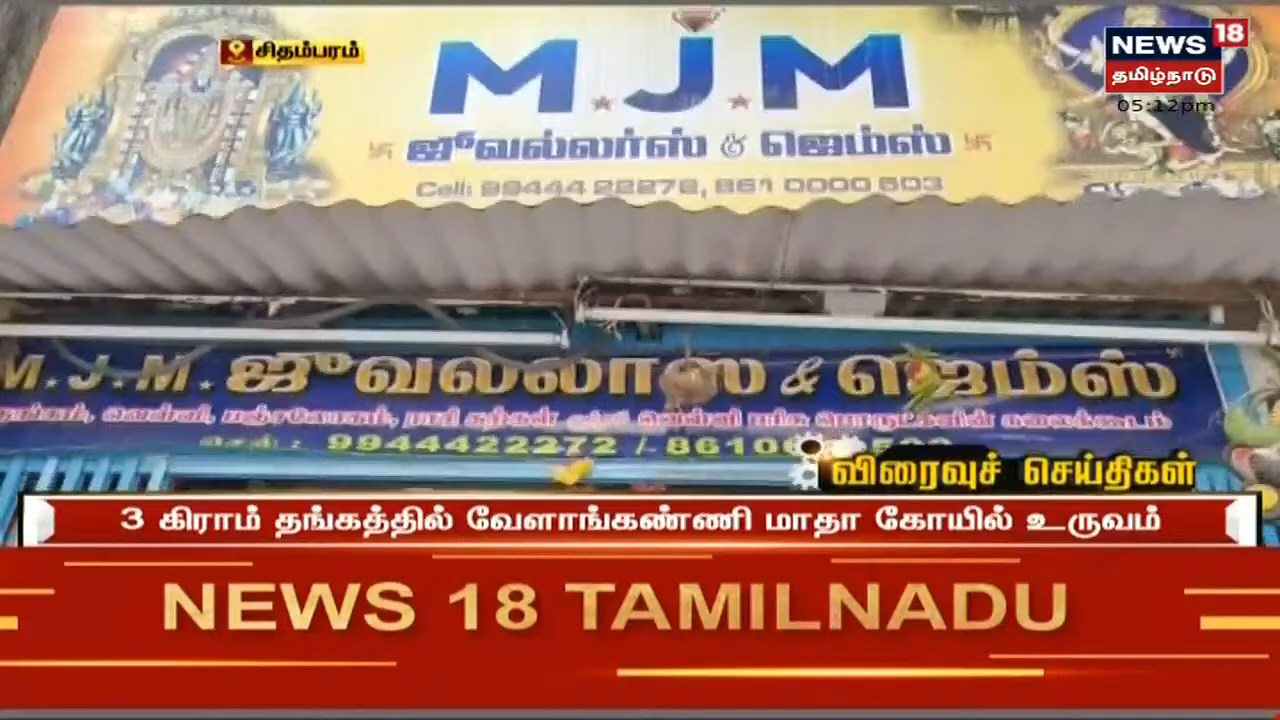 சிதம்பரம்
NEWS 18
தமிழ்நாடு
05:12pm
M.J.M
ஜுவல்லர்ஸ் & ஜெம்ஸ்
Cell: 99444 22272, 861 0000 503
M.J.M. ஜுவல்லர்ஸ் & ஜெம்ஸ்
செல் : 9944422272 /
விரைவுச் செய்திகள்
3 கிராம் தங்கத்தில் வேளாங்கண்ணி மாதா கோயில் உருவம்
NEWS 18 TAMILNADU